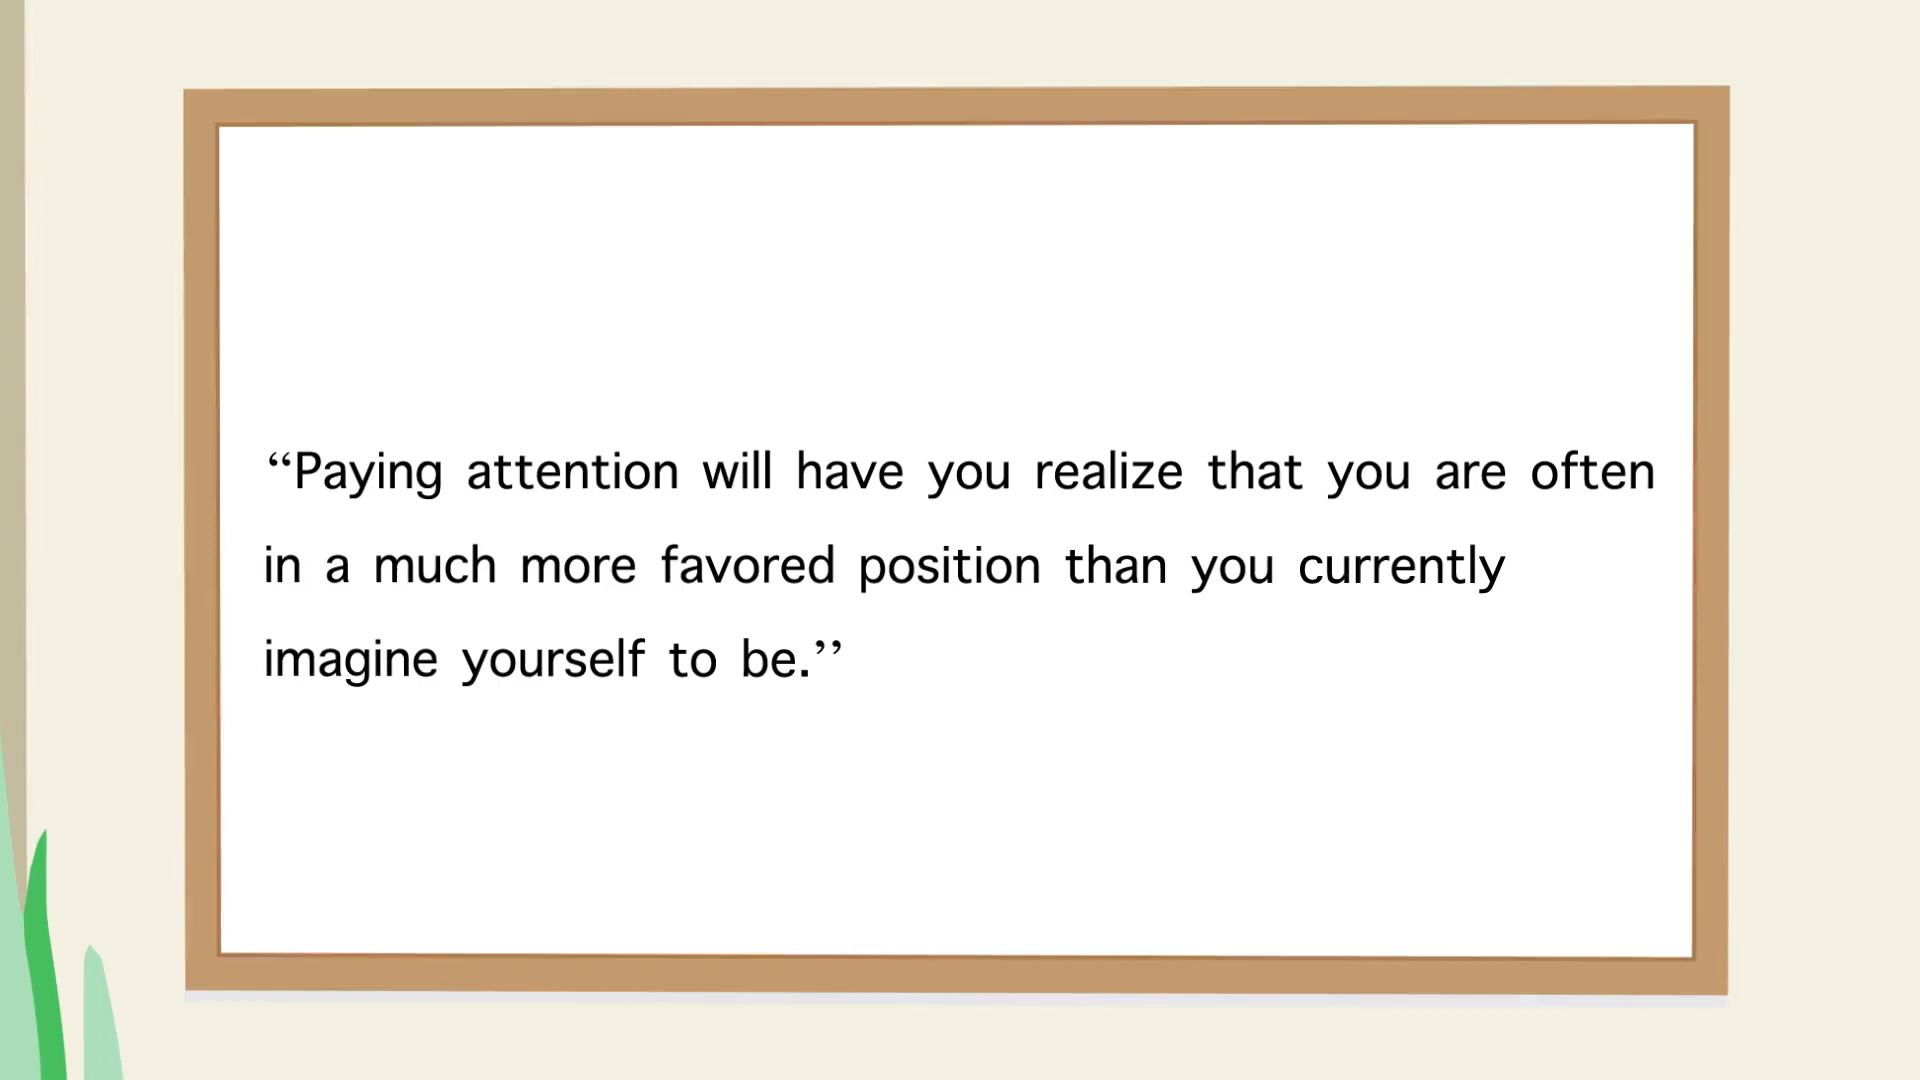 “Paying attention will have you realize that you are often
in a much more favored position than you currently
imagine yourself to be.’’